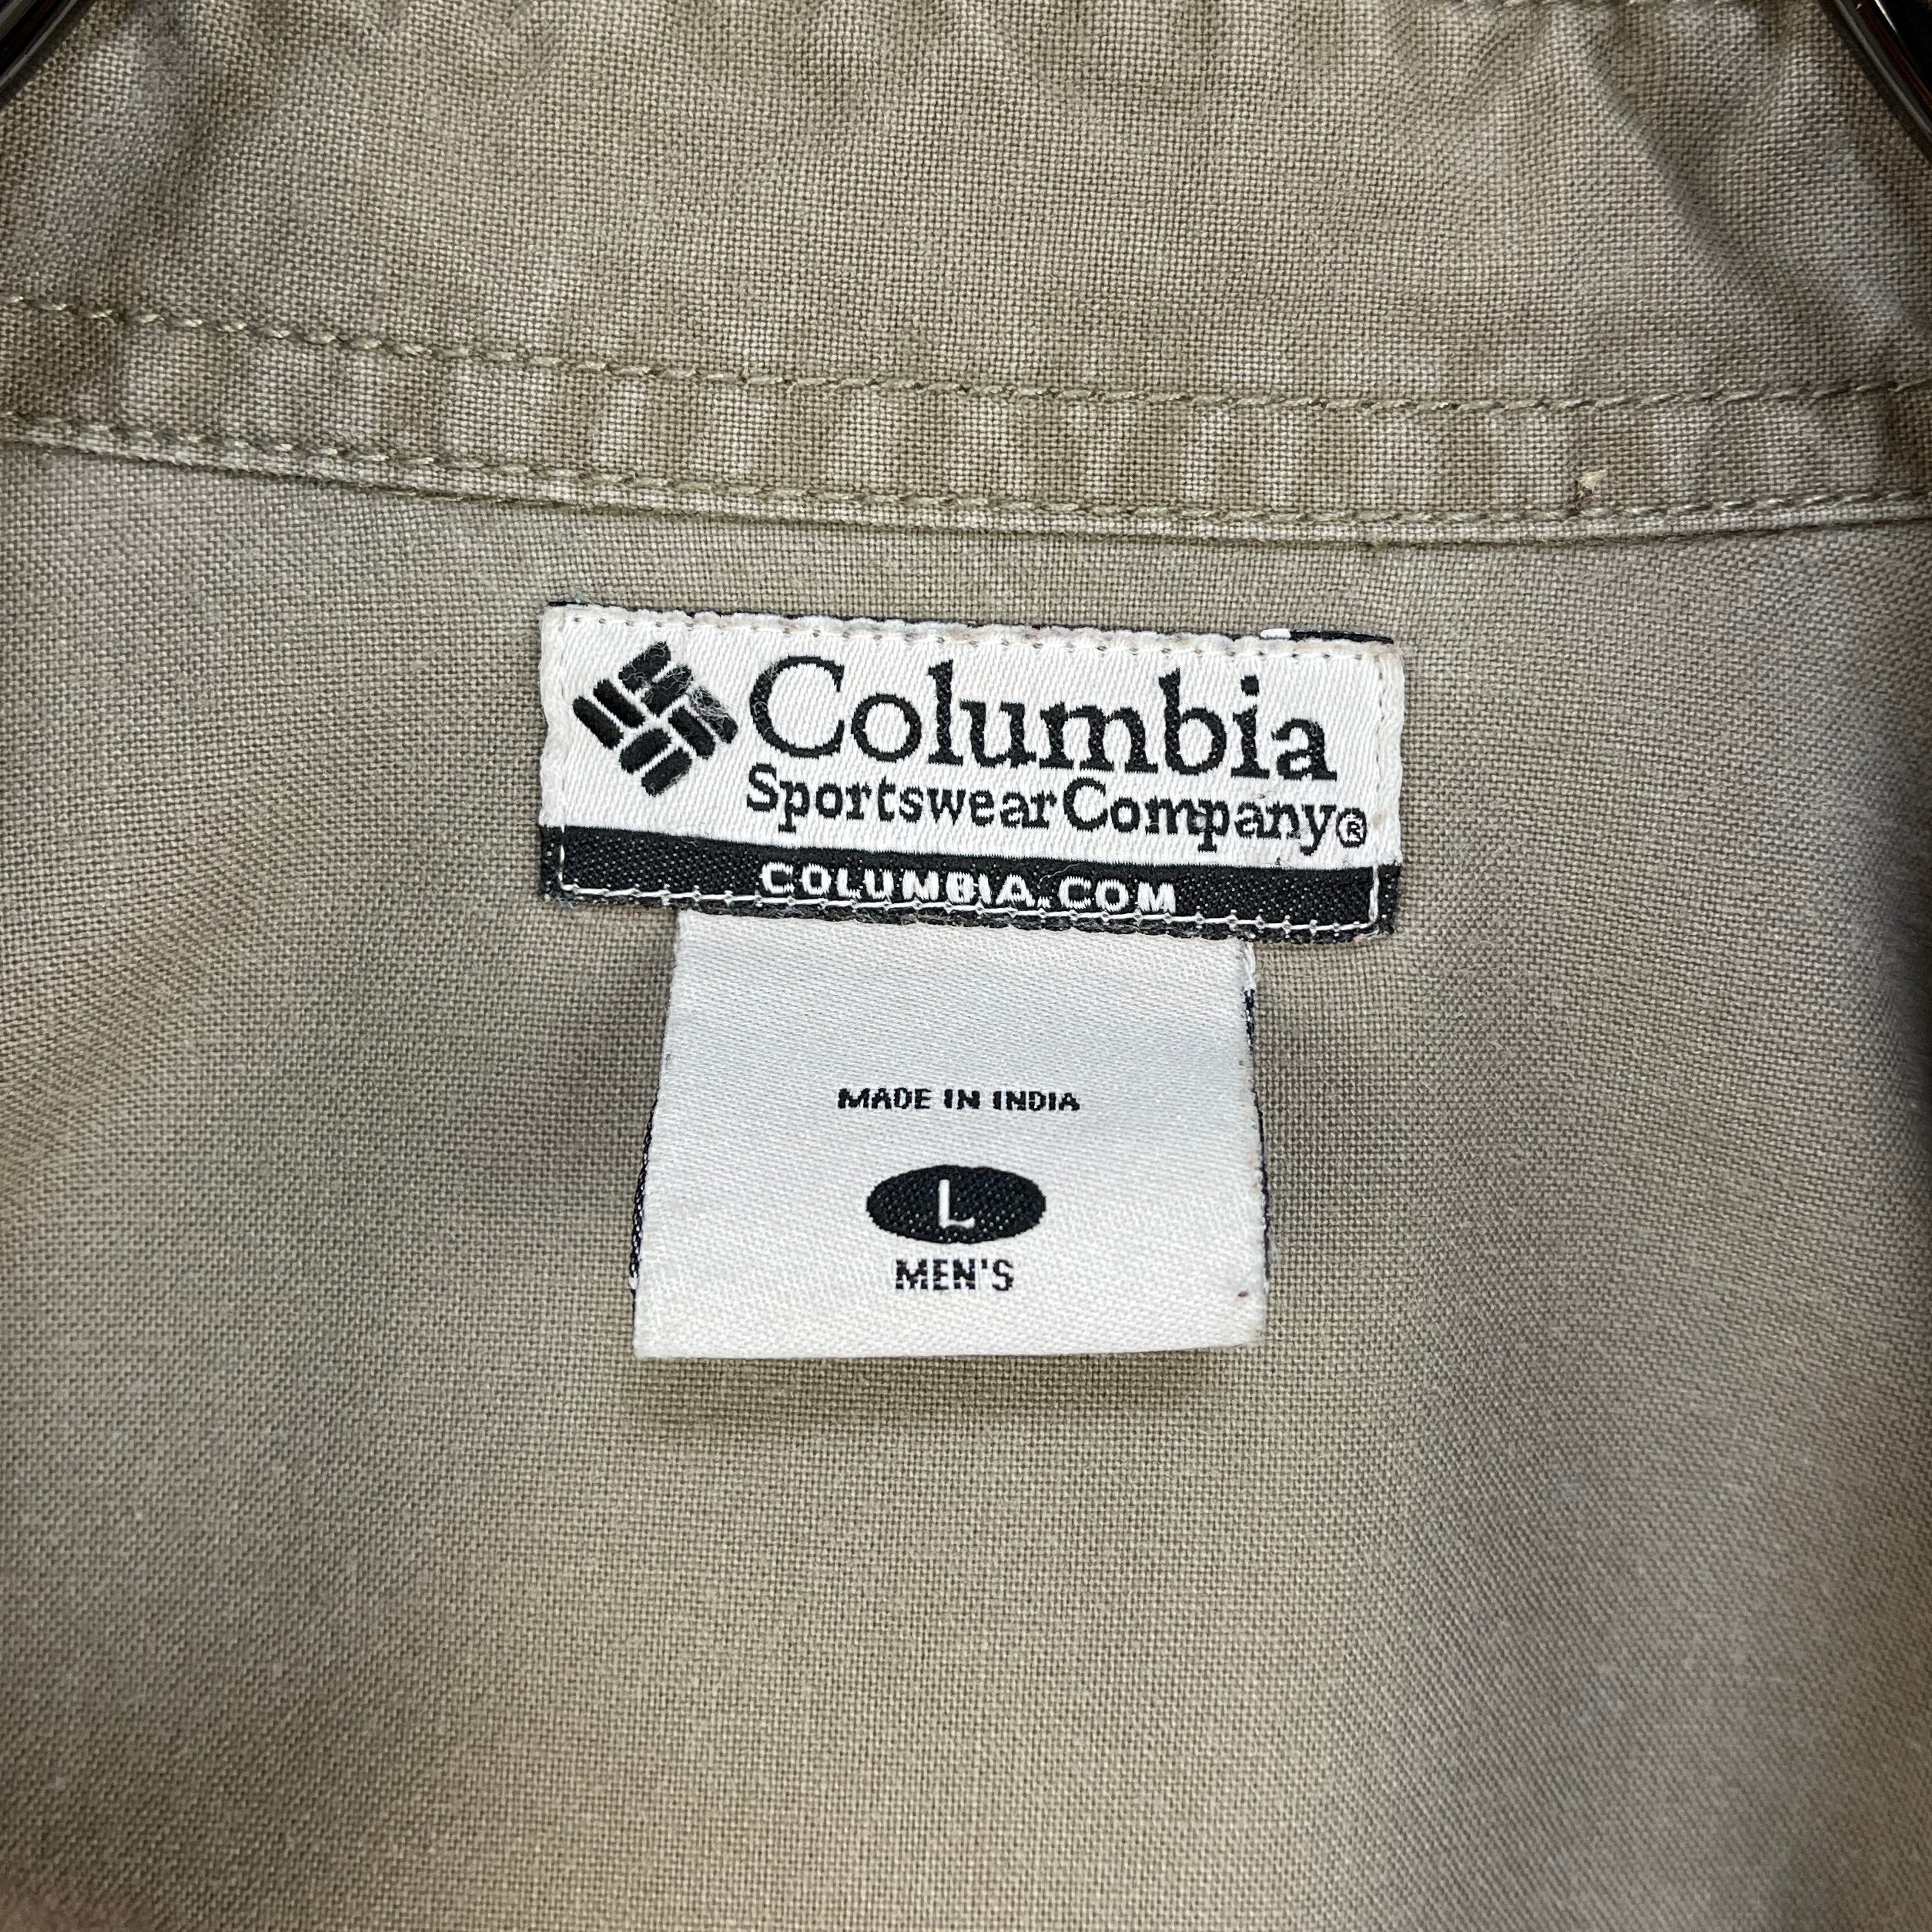 Columbia
Sportswear Company®
COLUMBIA.COM
MADE IN INDIA
L
MEN'S